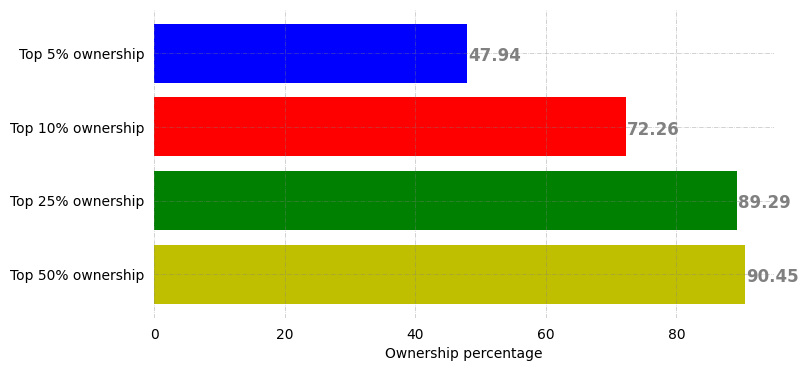 Top 5% ownership
47.94
Top 10% ownership
72.26
Top 25% ownership
89.29
Top 50% ownership
90.45
0 20 40 60 80
Ownership percentage